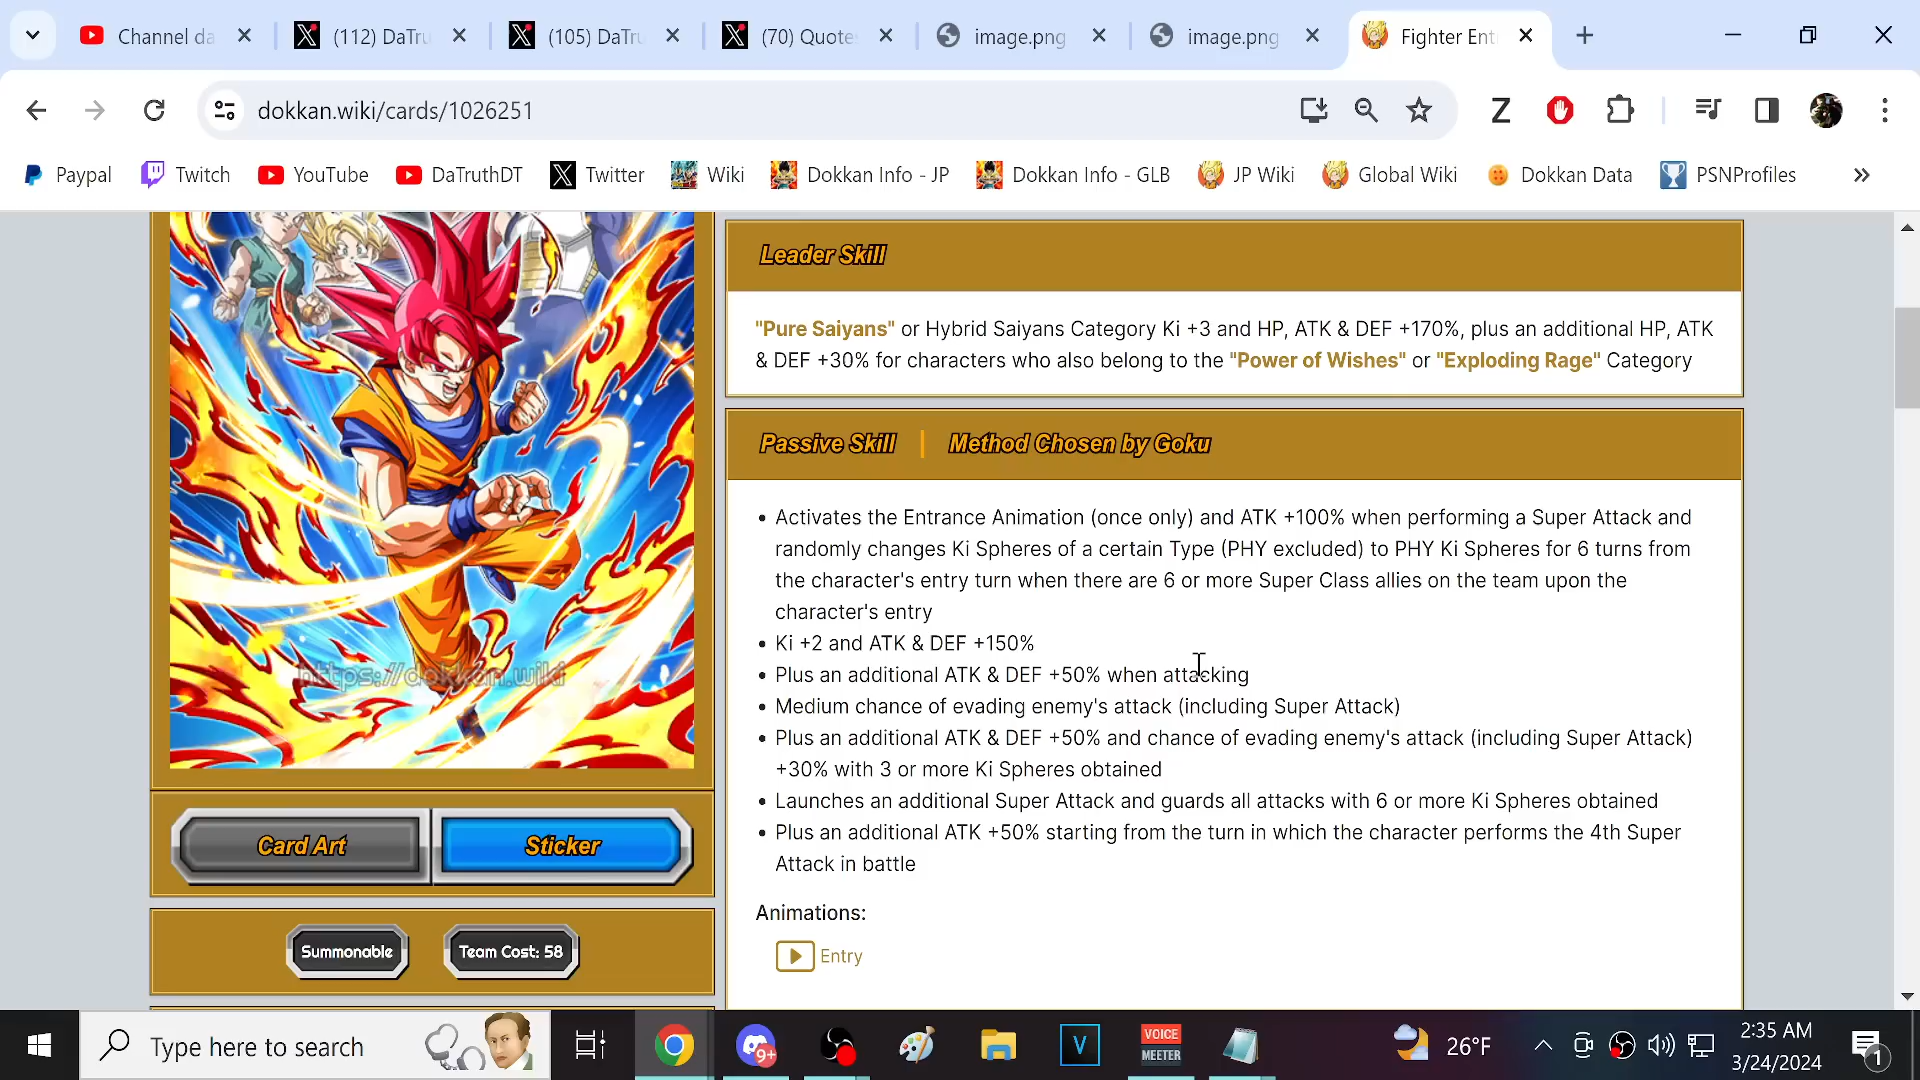 Channel da
(112) DaTru
(105) DaTru
(70) Quote
image.png
image.png
Fighter Ent
dokkan.wiki/cards/1026251
Z
Paypal
Twitch
YouTube
DaTruthDT
Twitter
Wiki
Dokkan Info - JP
Dokkan Info - GLB
JP Wiki
Global Wiki
Dokkan Data
PSNProfiles
Leader Skill
"Pure Saiyans" or Hybrid Saiyans Category Ki +3 and HP, ATK & DEF +170%, plus an additional HP, ATK
& DEF +30% for characters who also belong to the "Power of Wishes" or "Exploding Rage" Category
Passive Skill | Method Chosen by Goku
• Activates the Entrance Animation (once only) and ATK +100% when performing a Super Attack and
randomly changes Ki Spheres of a certain Type (PHY excluded) to PHY Ki Spheres for 6 turns from
the character's entry turn when there are 6 or more Super Class allies on the team upon the
character's entry
• Ki +2 and ATK & DEF +150%
• Plus an additional ATK & DEF +50% when attacking
• Medium chance of evading enemy's attack (including Super Attack)
• Plus an additional ATK & DEF +50% and chance of evading enemy's attack (including Super Attack)
+30% with 3 or more Ki Spheres obtained
• Launches an additional Super Attack and guards all attacks with 6 or more Ki Spheres obtained
• Plus an additional ATK +50% starting from the turn in which the character performs the 4th Super
Attack in battle
Animations:
Entry
https://dokkan.wiki
Card Art
Sticker
Summonable
Team Cost: 58
Type here to search
9+
V
VOICE
MEETER
26°F
2:35 AM
3/24/2024
1